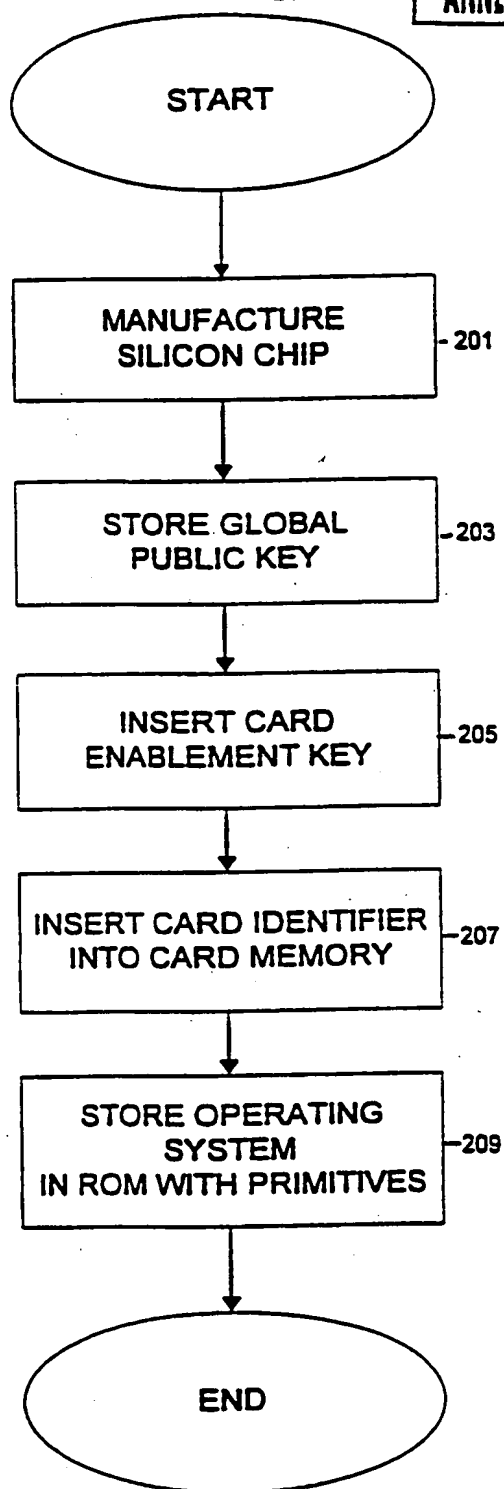 START
MANUFACTURE
SILICON CHIP
201
STORE GLOBAL
PUBLIC KEY
203
INSERT CARD
ENABLEMENT KEY
205
INSERT CARD IDENTIFIER
INTO CARD MEMORY
207
STORE OPERATING
SYSTEM
IN ROM WITH PRIMITIVES
209
END